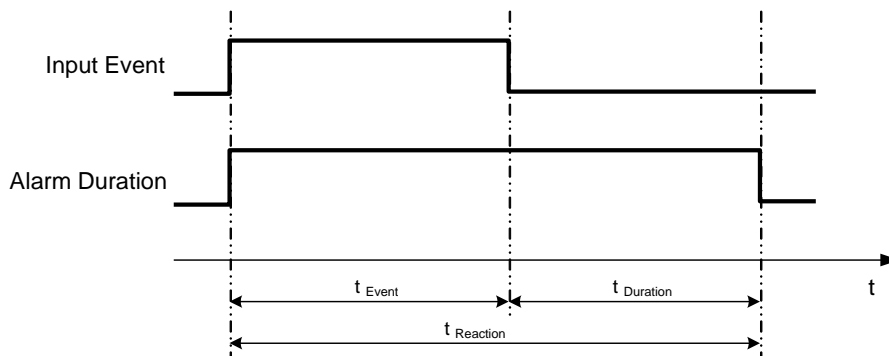 Input Event
Alarm Duration
t
t Event
t Duration
t Reaction